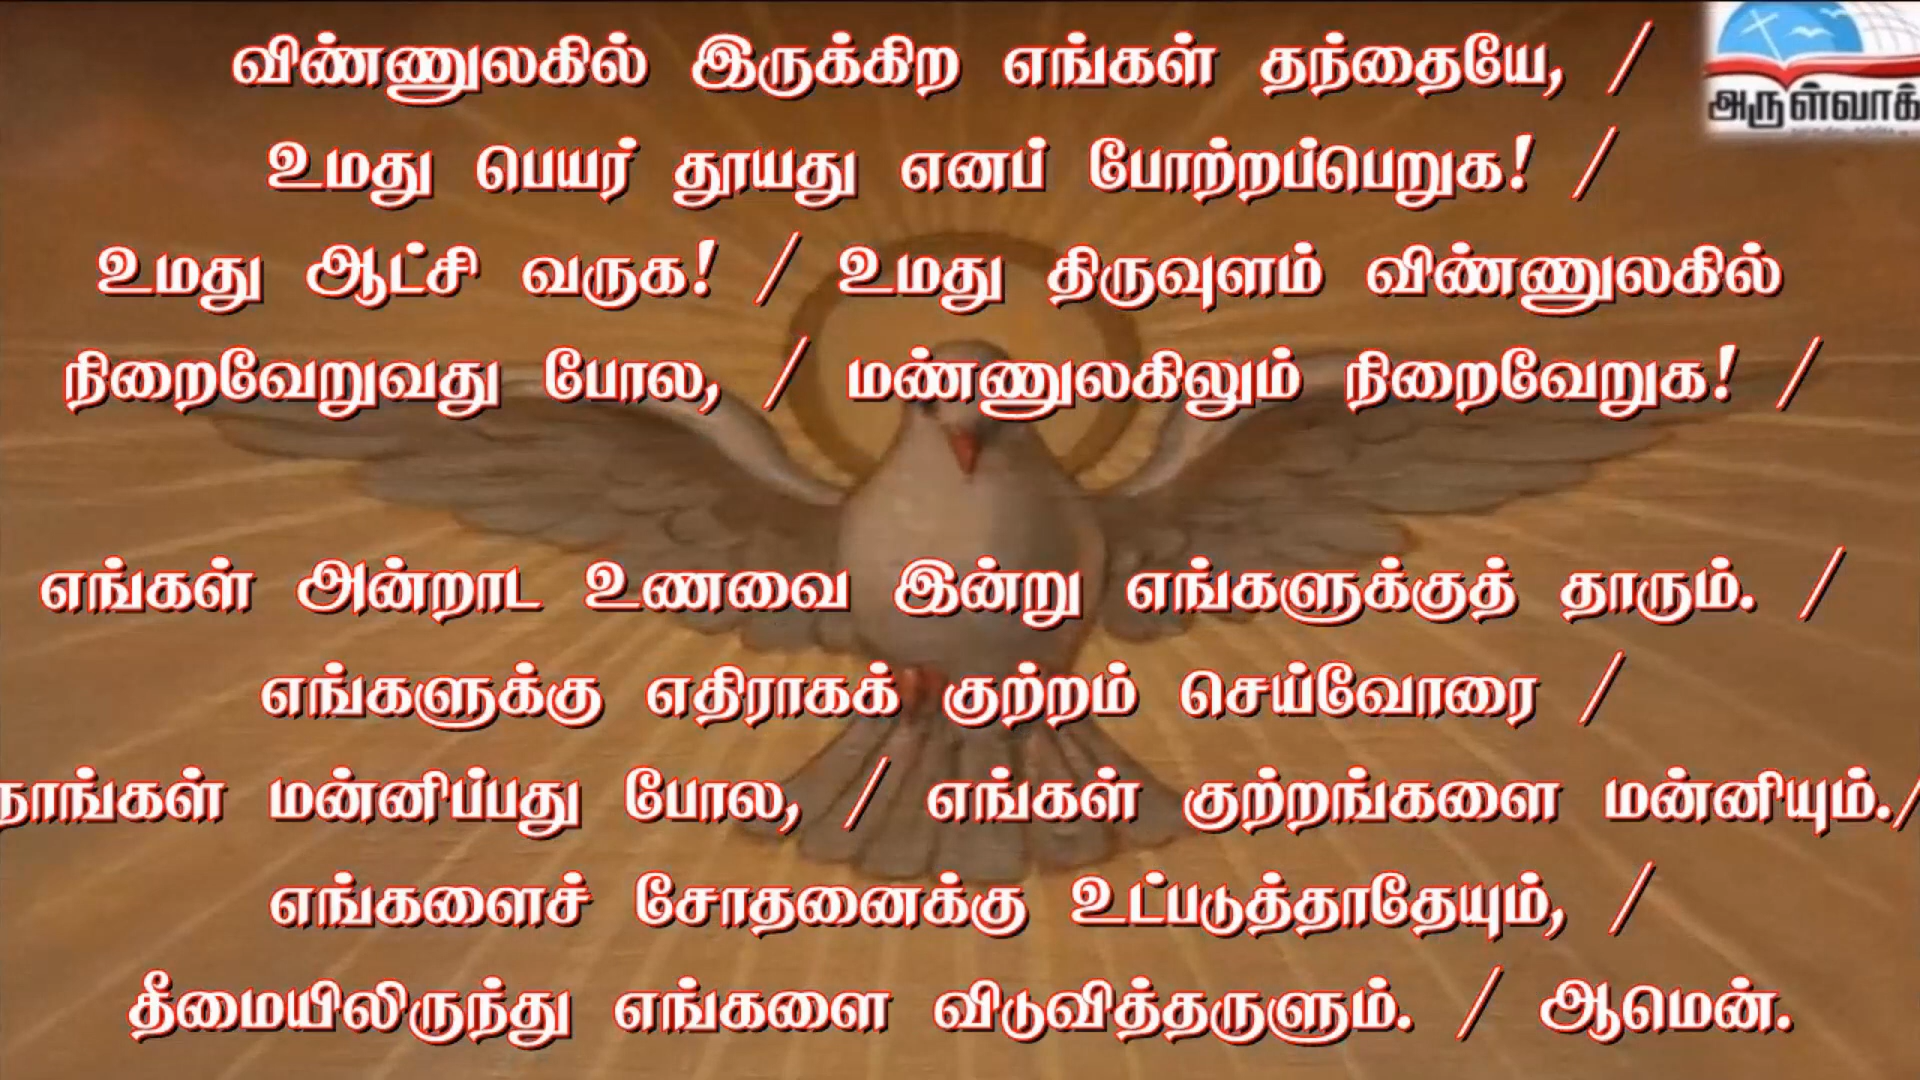 விண்ணுலகில் இருக்கிற எங்கள் தந்தையே, /
அருள்வாக்
உமது பெயர் தூயது எனப் போற்றப்பெறுக! /
உமது ஆட்சி வருக! / உமது திருவுளம் விண்ணுலகில்
நிறைவேறுவது போல, / மண்ணுலகிலும் நிறைவேறுக! /
எங்கள் அன்றாட உணவை இன்று எங்களுக்குத் தாரும். /
எங்களுக்கு எதிராகக் குற்றம் செய்வோரை /
நாங்கள் மன்னிப்பது போல, / எங்கள் குற்றங்களை மன்னியும்./
எங்களைச் சோதனைக்கு உட்படுத்தாதேயும், /
தீமையிலிருந்து எங்களை விடுவித்தருளும். / ஆமென்.